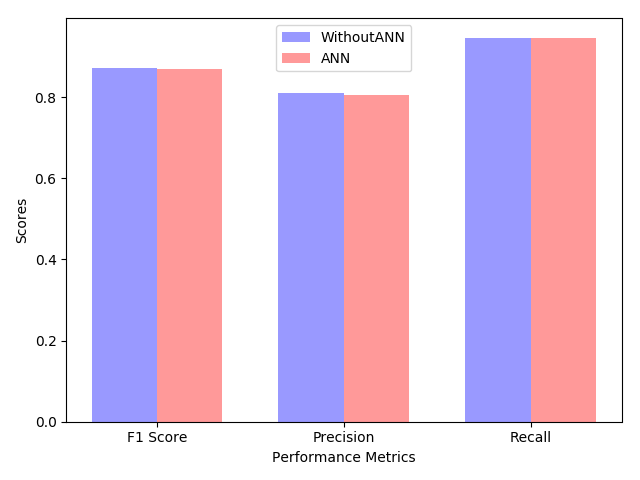 WithoutANN
ANN
Scores
0.8
0.6
0.4
0.2
0.0
F1 Score
Precision
Recall
Performance Metrics